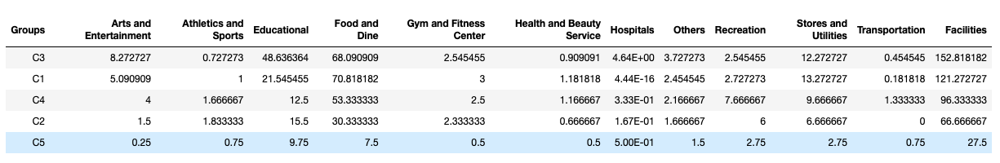 Groups Arts and Entertainment Athletics and Sports Educational Food and Dine Gym and Fitness Center Health and Beauty Service Hospitals Others Recreation Stores and Utilities Transportation Facilities
C3 8.272727 0.727273 48.636364 68.090909 2.545455 0.909091 4.64E+00 3.727273 2.545455 12.272727 0.454545 152.818182
C1 5.090909 1 21.545455 70.818182 3 1.181818 4.44E-16 2.454545 2.727273 13.272727 0.181818 121.272727
C4 4 1.666667 12.5 53.333333 2.5 1.166667 3.33E-01 2.166667 7.666667 9.666667 1.333333 96.333333
C2 1.5 1.833333 15.5 30.333333 2.333333 0.666667 1.67E-01 1.666667 6 6.666667 0 66.666667
C5 0.25 0.75 9.75 7.5 0.5 0.5 5.00E-01 1.5 2.75 2.75 0.75 27.5